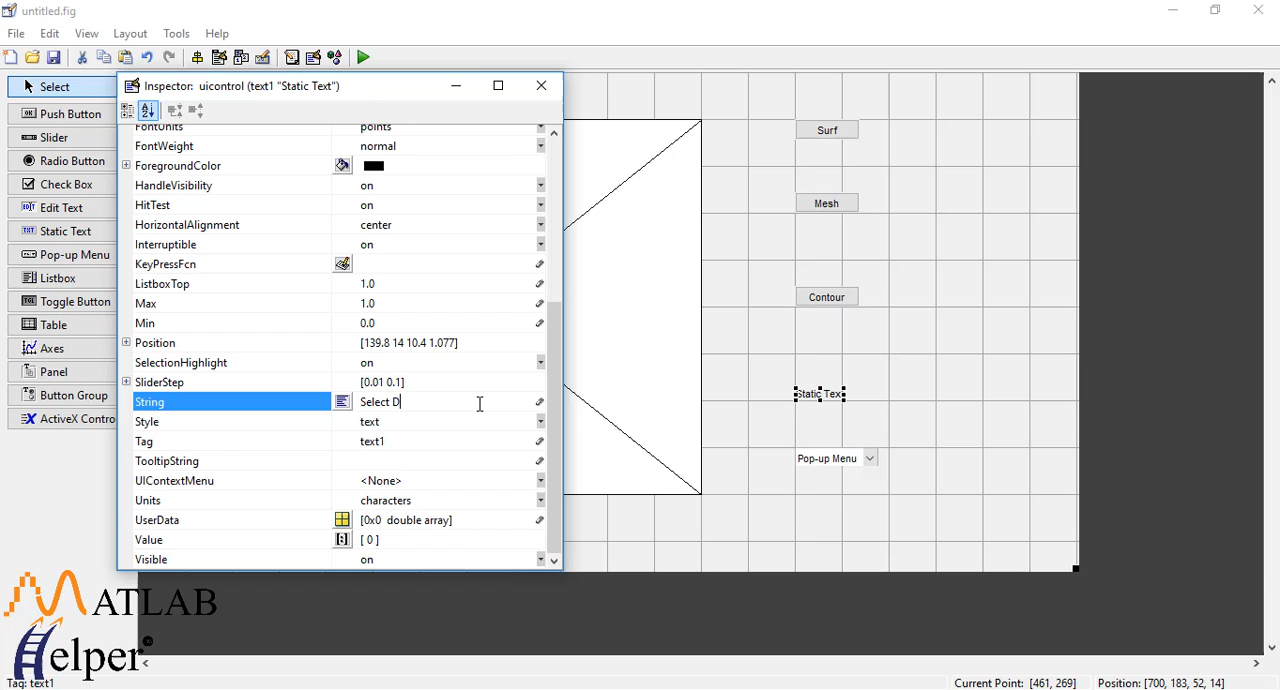 untitled.fig
File Edit View Layout Tools Help
Select
Push Button
Slider
Radio Button
Check Box
Edit Text
Static Text
Pop-up Menu
Listbox
Toggle Button
Table
Axes
Panel
Button Group
ActiveX Contro
Inspector: uicontrol (text1 "Static Text")
FontUnits points
FontWeight normal
ForegroundColor
HandleVisibility on
HitTest on
HorizontalAlignment center
Interruptible on
KeyPressFcn
ListboxTop 1.0
Max 1.0
Min 0.0
Position [139.8 14 10.4 1.077]
SelectionHighlight on
SliderStep [0.01 0.1]
String Select D
Style text
Tag text1
TooltipString
UIContextMenu <None>
Units characters
UserData [0x0 double array]
Value [ 0 ]
Visible on
Surf
Mesh
Contour
Static Tex
Pop-up Menu
MATLAB
Helper®
Tag: text1 Current Point: [461, 269] Position: [700, 183, 52, 14]